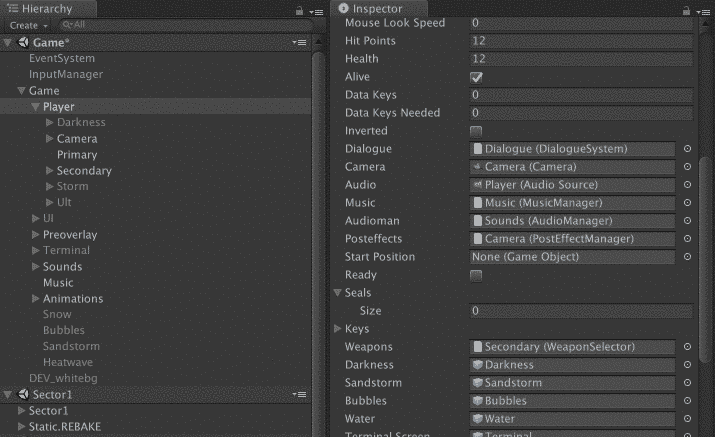 Hierarchy
Create All
Game*
EventSystem
InputManager
Game
Player
Darkness
Camera
Primary
Secondary
Storm
Ult
UI
Preoverlay
Terminal
Sounds
Music
Animations
Snow
Bubbles
Sandstorm
Heatwave
DEV_whitebg
Sector1
Sector1
Static.REBAKE
Inspector
Mouse Look Speed 0
Hit Points 12
Health 12
Alive
Data Keys 0
Data Keys Needed 0
Inverted
Dialogue Dialogue (DialogueSystem)
Camera Camera (Camera)
Audio Player (Audio Source)
Music Music (MusicManager)
Audioman Sounds (AudioManager)
Posteffects Camera (PostEffectManager)
Start Position None (Game Object)
Ready
Seals
Size 0
Keys
Weapons Secondary (WeaponSelector)
Darkness Darkness
Sandstorm Sandstorm
Bubbles Bubbles
Water Water
Terminal Screen Terminal